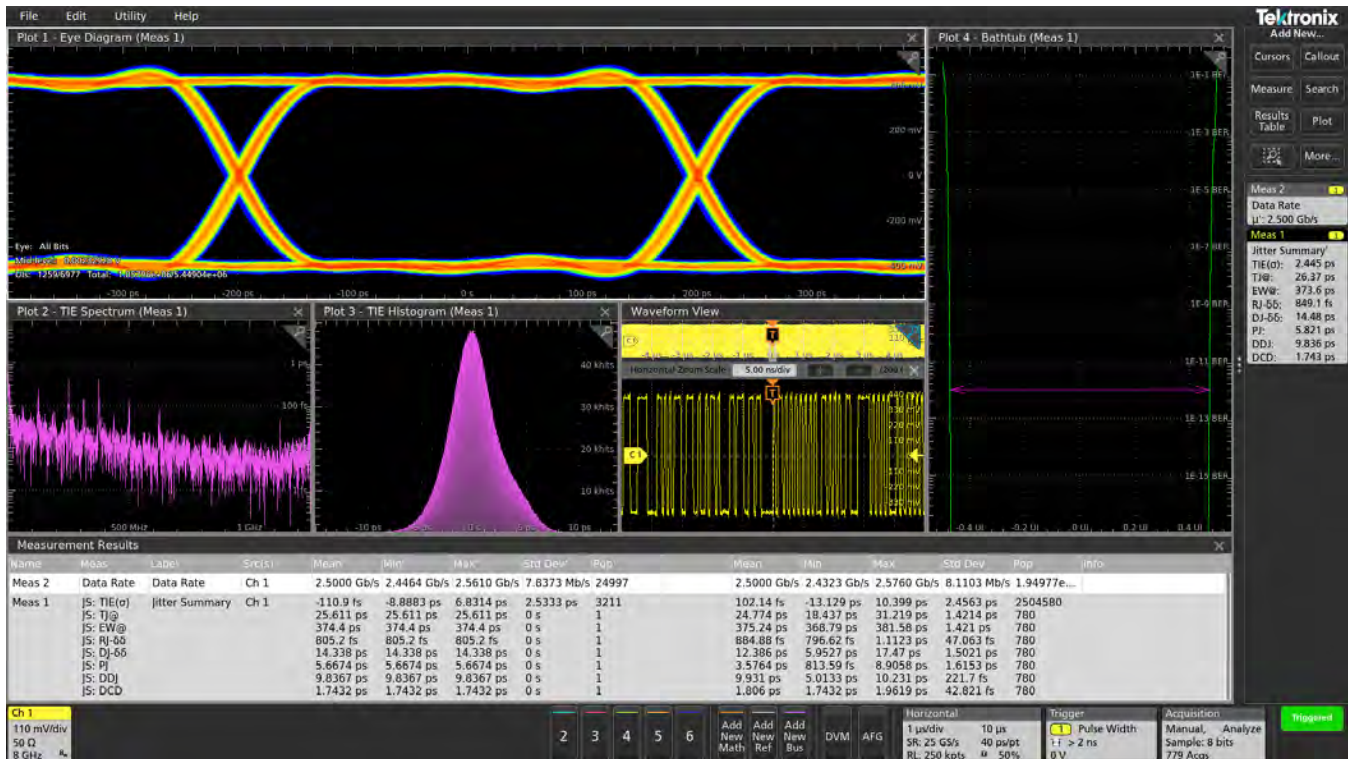 File Edit Utility Help
Tektronix
Add New...
Cursors Callout
Measure Search
Results Table Plot
More...
Plot 1 - Eye Diagram (Meas 1)
200 mV
0 V
-200 mV
Eye: All Bits
-300 ps -200 ps -100 ps 0 s 100 ps 200 ps 300 ps
Plot 4 - Bathtub (Meas 1)
1E-1 BER
1E-3 BER
1E-5 BER
1E-7 BER
1E-9 BER
1E-11 BER
1E-13 BER
1E-15 BER
-0.4 UI -0.2 UI 0 UI 0.2 UI 0.4 UI
Meas 2 1
Data Rate
µ': 2.500 Gb/s
Meas 1 1
Jitter Summary'
TIE(σ): 2.445 ps
TJ@: 26.37 ps
EW@: 373.6 ps
RJ-δδ: 849.1 fs
DJ-δδ: 14.48 ps
PJ: 5.821 ps
DDJ: 9.836 ps
DCD: 1.743 ps
Plot 2 - TIE Spectrum (Meas 1)
1 ps
100 fs
500 MHz 1 GHz
Plot 3 - TIE Histogram (Meas 1)
40 khits
30 khits
20 khits
10 khits
-10 ps 10 ps
Waveform View
Horizontal Zoom Scale 5.00 ns/div
C1
Measurement Results
Name Meas Label Src(s) Mean' Min' Max' Std Dev' Pop' Mean Min Max Std Dev Pop Info
Meas 2 Data Rate Data Rate Ch 1 2.5000 Gb/s 2.4464 Gb/s 2.5610 Gb/s 7.8373 Mb/s 24997 2.5000 Gb/s 2.4323 Gb/s 2.5760 Gb/s 8.1103 Mb/s 1.94977e...
Meas 1 JS: TIE(σ) Jitter Summary Ch 1 -110.9 fs -8.8883 ps 6.8314 ps 2.5333 ps 3211 102.14 fs -13.129 ps 10.399 ps 2.4563 ps 2504580
JS: TJ@ 25.611 ps 25.611 ps 25.611 ps 0 s 1 24.774 ps 18.437 ps 31.219 ps 1.4214 ps 780
JS: EW@ 374.4 ps 374.4 ps 374.4 ps 0 s 1 375.24 ps 368.79 ps 381.58 ps 1.421 ps 780
JS: RJ-δδ 805.2 fs 805.2 fs 805.2 fs 0 s 1 884.88 fs 796.62 fs 1.1123 ps 47.063 fs 780
JS: DJ-δδ 14.338 ps 14.338 ps 14.338 ps 0 s 1 12.386 ps 5.9527 ps 17.47 ps 1.5021 ps 780
JS: PJ 5.6674 ps 5.6674 ps 5.6674 ps 0 s 1 3.5764 ps 813.59 fs 8.9058 ps 1.6153 ps 780
JS: DDJ 9.8367 ps 9.8367 ps 9.8367 ps 0 s 1 9.931 ps 5.0133 ps 10.231 ps 221.7 fs 780
JS: DCD 1.7432 ps 1.7432 ps 1.7432 ps 0 s 1 1.806 ps 1.7432 ps 1.9619 ps 42.821 fs 780
Ch 1
110 mV/div
50 Ω
8 GHz
2 3 4 5 6
Add New Math
Add New Ref
Add New Bus
DVM AFG
Horizontal
1 µs/div 10 µs
SR: 25 GS/s 40 ps/pt
RL: 250 kpts 50%
Trigger
1 Pulse Width
> 2 ns
0 V
Acquisition
Manual, Analyze
Sample: 8 bits
779 Acqs
Triggered